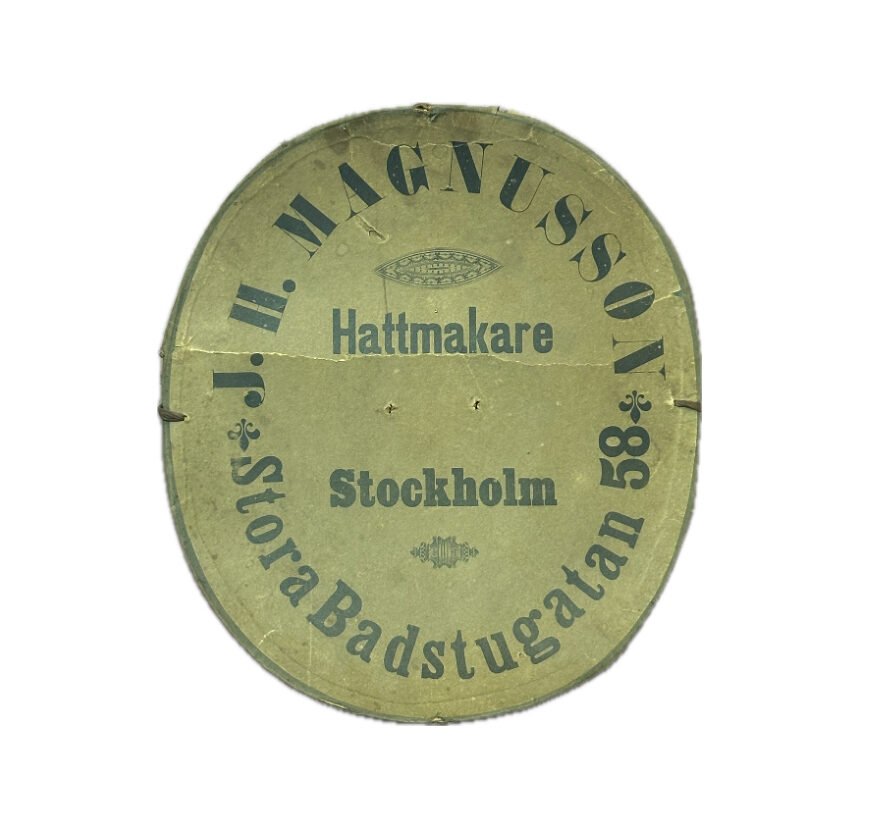 J. H. MAGNUSSON
Hattmakare
Stockholm
Stora Badstugatan 58